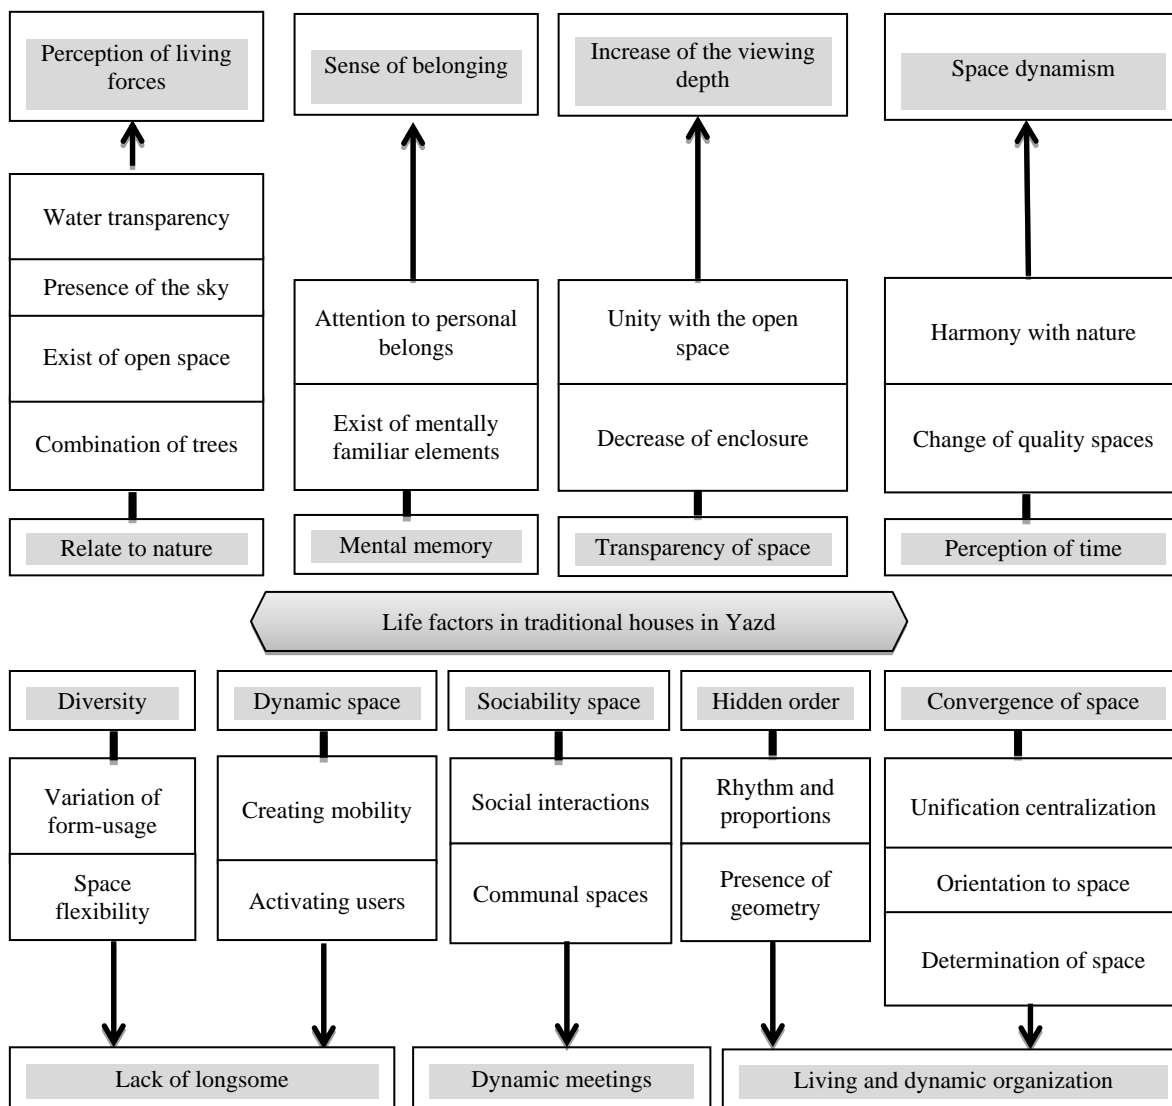 Perception of living
forces
Sense of belonging
Increase of the viewing
depth
Space dynamism
Water transparency
Presence of the sky
Exist of open space
Combination of trees
Attention to personal
belongs
Exist of mentally
familiar elements
Unity with the open
space
Decrease of enclosure
Harmony with nature
Change of quality spaces
Relate to nature
Mental memory
Transparency of space
Perception of time
Life factors in traditional houses in Yazd
Diversity
Dynamic space
Sociability space
Hidden order
Convergence of space
Variation of
form-usage
Space
flexibility
Creating mobility
Activating users
Social interactions
Communal spaces
Rhythm and
proportions
Presence of
geometry
Unification centralization
Orientation to space
Determination of space
Lack of longsome
Dynamic meetings
Living and dynamic organization